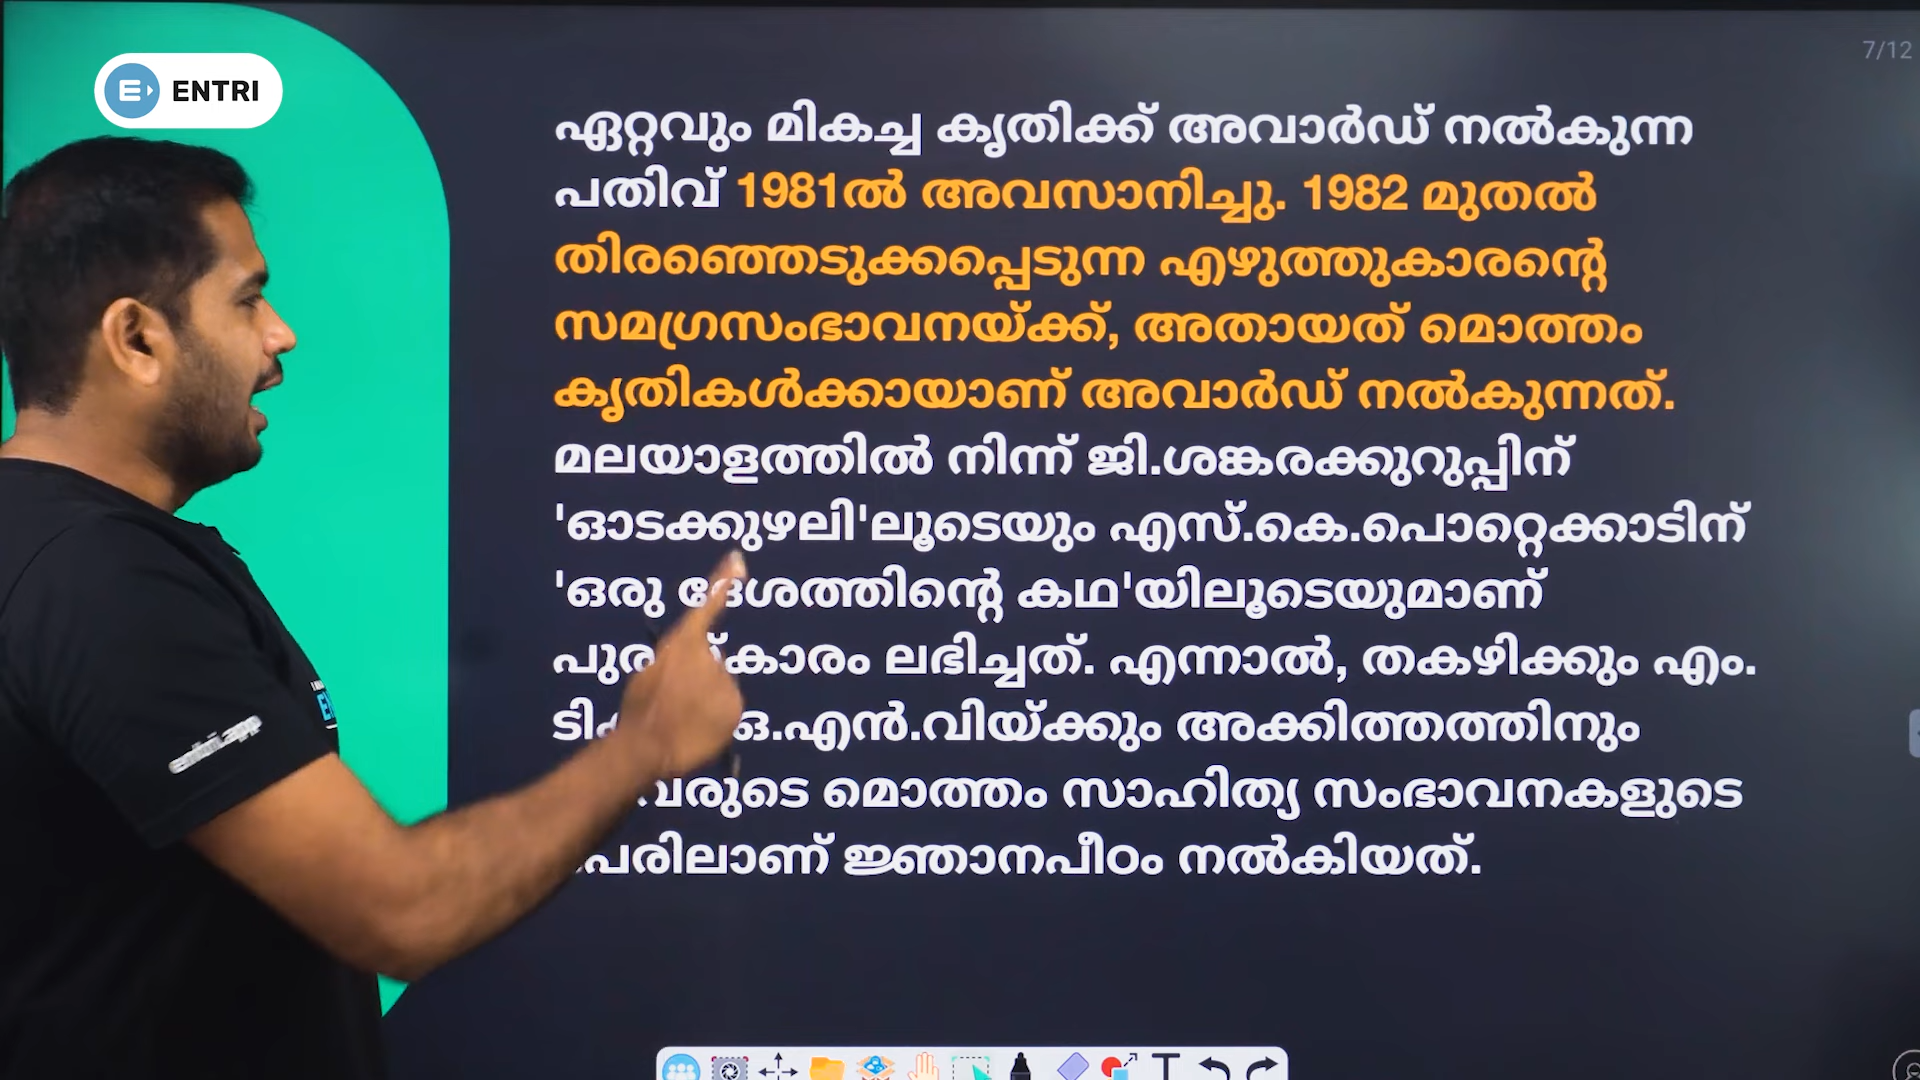 ENTRI
7/12
ഏറ്റവും മികച്ച കൃതിക്ക് അവാർഡ് നൽകുന്ന
പതിവ് 1981ൽ അവസാനിച്ചു. 1982 മുതൽ
തിരഞ്ഞെടുക്കപ്പെടുന്ന എഴുത്തുകാരന്റെ
സമഗ്രസംഭാവനയ്ക്ക്, അതായത് മൊത്തം
കൃതികൾക്കായാണ് അവാർഡ് നൽകുന്നത്.
മലയാളത്തിൽ നിന്ന് ജി.ശങ്കരക്കുറുപ്പിന്
'ഓടക്കുഴലി'ലൂടെയും എസ്.കെ.പൊറ്റെക്കാടിന്
'ഒരു ദേശത്തിന്റെ കഥ'യിലൂടെയുമാണ്
ലഭിച്ചത്. എന്നാൽ, തകഴിക്കും എം.
ഒ.എൻ.വിയ്ക്കും അക്കിത്തത്തിനും
മൊത്തം സാഹിത്യ സംഭാവനകളുടെ
പേരിലാണ് ജ്ഞാനപീഠം നൽകിയത്.
entri.app